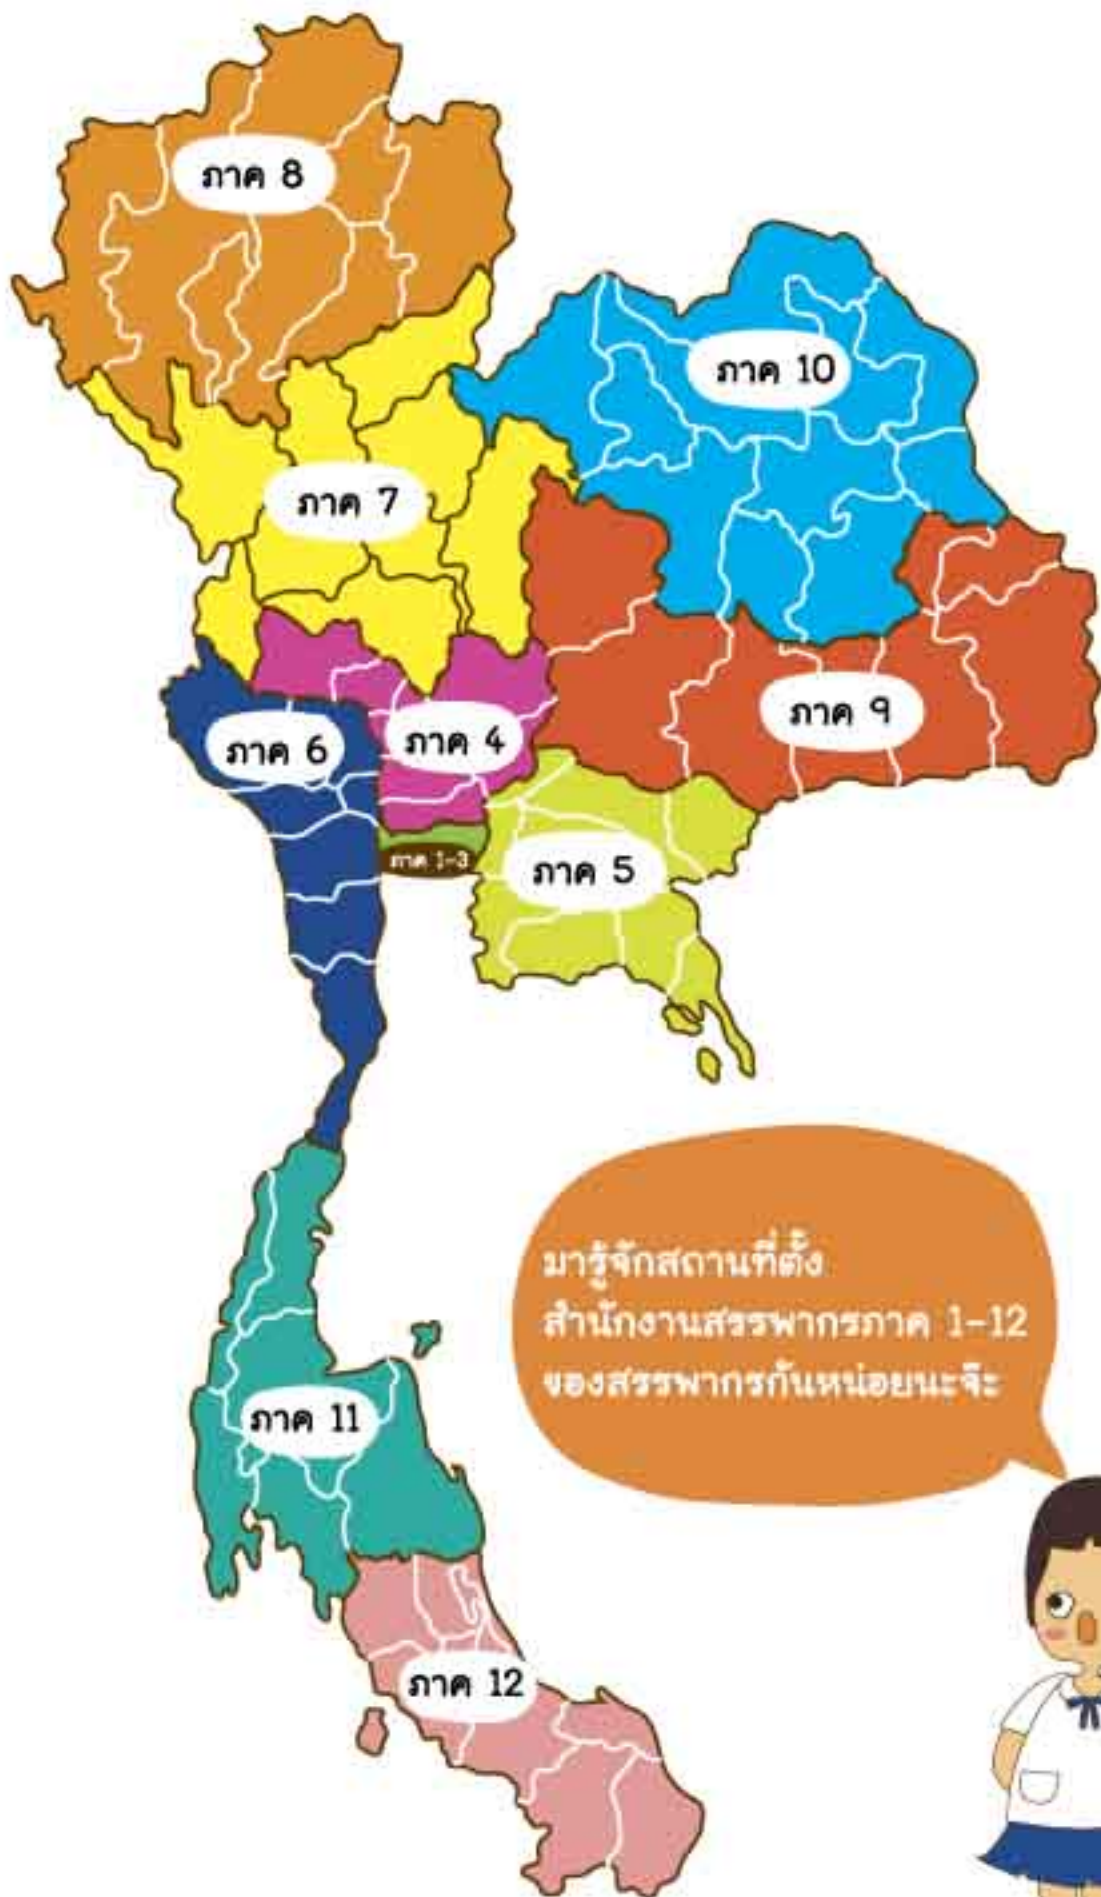 ภาค 8
ภาค 10
ภาค 7
ภาค 9
ภาค 6
ภาค 4
ภาค 1-3
ภาค 5
มารู้จักสถานที่ตั้ง
สำนักงานสรรพากรภาค 1-12
ของสรรพากรกันหน่อยนะจ๊ะ
ภาค 11
ภาค 12